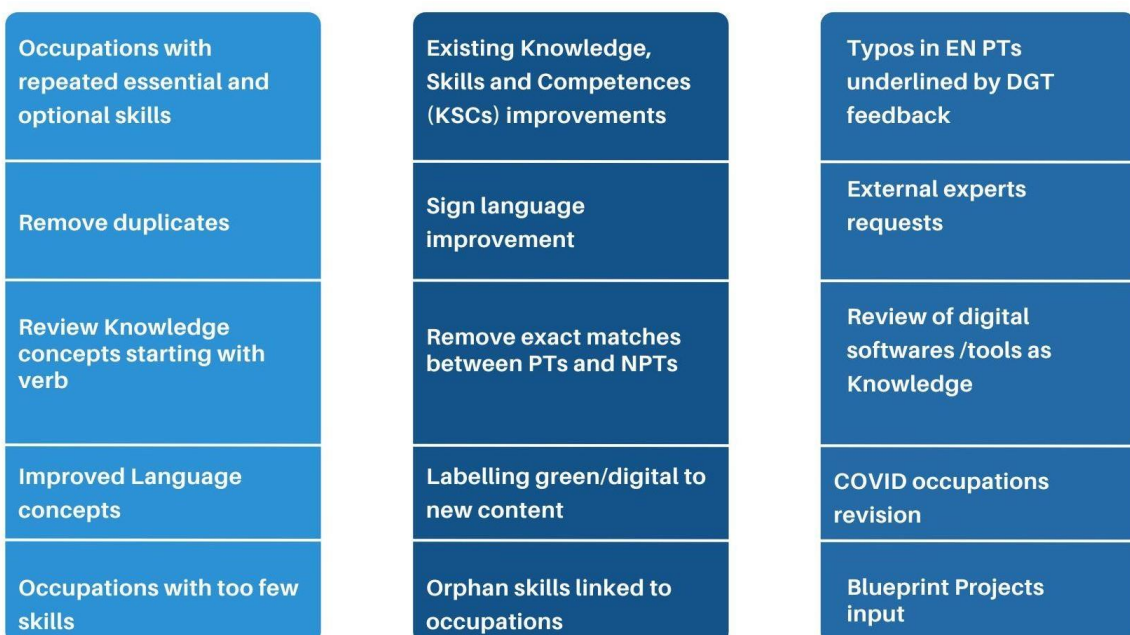 Occupations with
repeated essential and
optional skills
Remove duplicates
Review Knowledge
concepts starting with
verb
Improved Language
concepts
Occupations with too few
skills
Existing Knowledge,
Skills and Competences
(KSCs) improvements
Sign language
improvement
Remove exact matches
between PTs and NPTs
Labelling green/digital to
new content
Orphan skills linked to
occupations
Typos in EN PTs
underlined by DGT
feedback
External experts
requests
Review of digital
softwares /tools as
Knowledge
COVID occupations
revision
Blueprint Projects
input